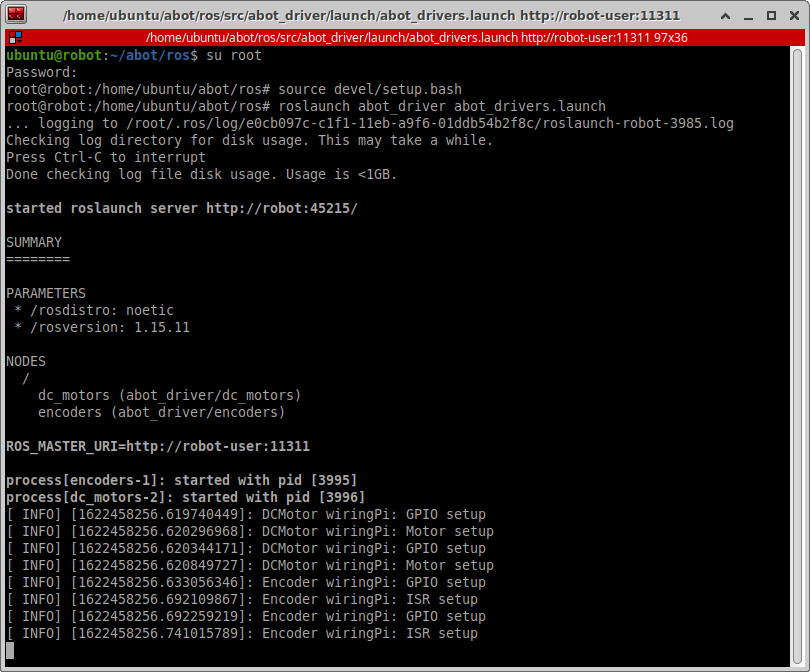 /home/ubuntu/abot/ros/src/abot_driver/launch/abot_drivers.launch http://robot-user:11311
/home/ubuntu/abot/ros/src/abot_driver/launch/abot_drivers.launch http://robot-user:11311 97x36
ubuntu@robot:~/abot/ros$ su root
Password:
root@robot:/home/ubuntu/abot/ros# source devel/setup.bash
root@robot:/home/ubuntu/abot/ros# roslaunch abot_driver abot_drivers.launch
... logging to /root/.ros/log/e0cb097c-c1f1-11eb-a9f6-01ddb54b2f8c/roslaunch-robot-3985.log
Checking log directory for disk usage. This may take a while.
Press Ctrl-C to interrupt
Done checking log file disk usage. Usage is <1GB.
started roslaunch server http://robot:45215/
SUMMARY
========
PARAMETERS
 * /rosdistro: noetic
 * /rosversion: 1.15.11
NODES
  /
    dc_motors (abot_driver/dc_motors)
    encoders (abot_driver/encoders)
ROS_MASTER_URI=http://robot-user:11311
process[encoders-1]: started with pid [3995]
process[dc_motors-2]: started with pid [3996]
[ INFO] [1622458256.619740449]: DCMotor wiringPi: GPIO setup
[ INFO] [1622458256.620296968]: DCMotor wiringPi: Motor setup
[ INFO] [1622458256.620344171]: DCMotor wiringPi: GPIO setup
[ INFO] [1622458256.620849727]: DCMotor wiringPi: Motor setup
[ INFO] [1622458256.633056346]: Encoder wiringPi: GPIO setup
[ INFO] [1622458256.692109867]: Encoder wiringPi: ISR setup
[ INFO] [1622458256.692259219]: Encoder wiringPi: GPIO setup
[ INFO] [1622458256.741015789]: Encoder wiringPi: ISR setup